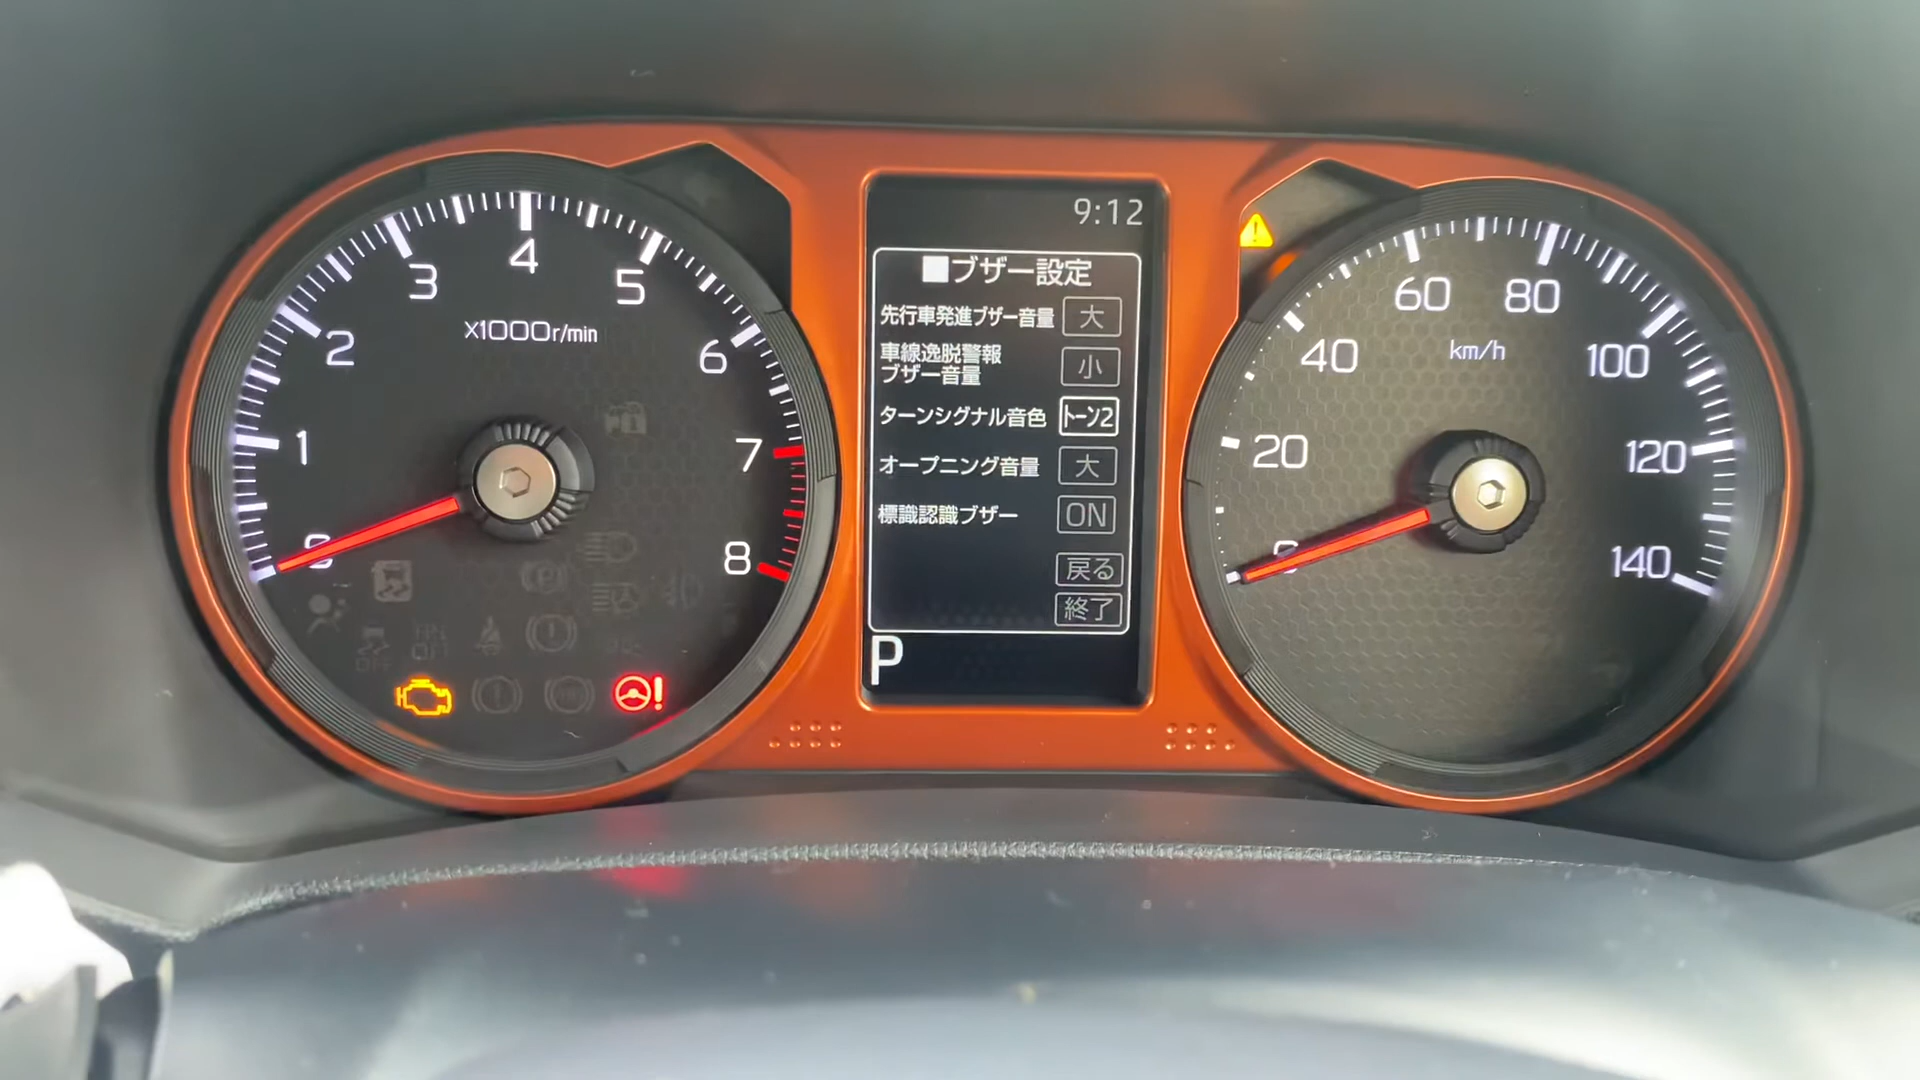 0
1
2
3
4
5
6
7
8
x1000r/min
9:12
■ブザー設定
先行車発進ブザー音量 大
車線逸脱警報
ブザー音量 小
ターンシグナル音色 トーン2
オープニング音量 大
標識認識ブザー ON
戻る
終了
P
0
20
40
60
80
100
120
140
km/h